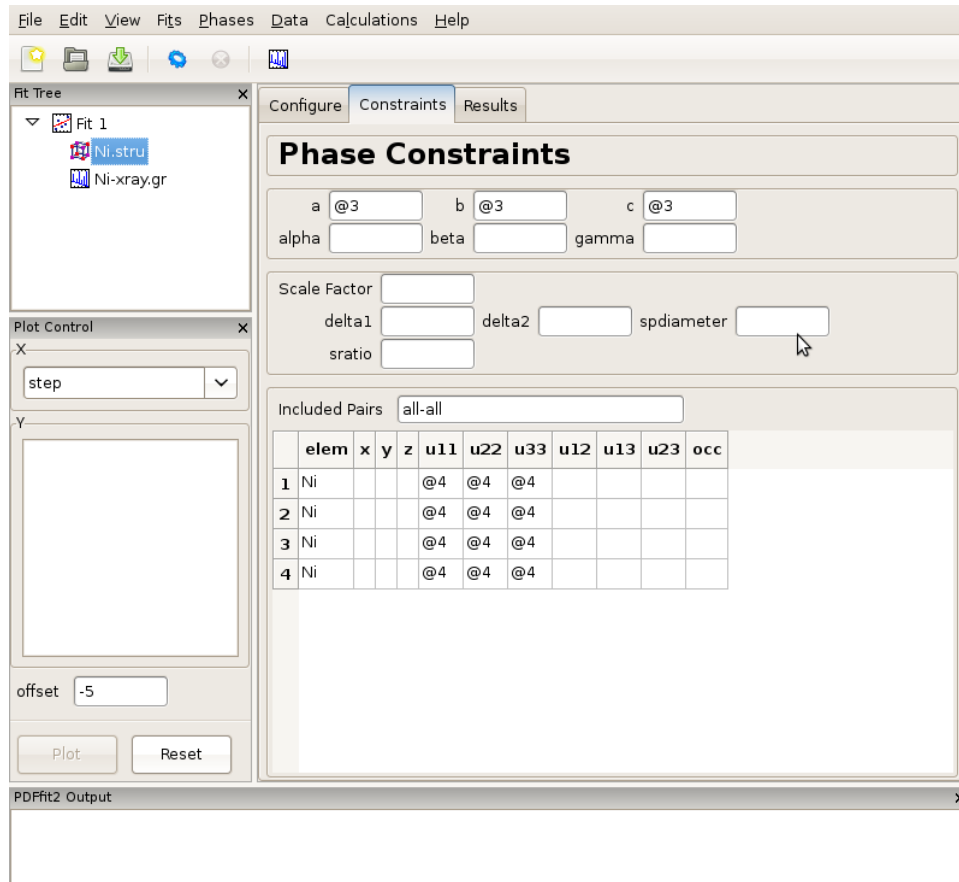 File Edit View Fits Phases Data Calculations Help
Fit Tree x
Fit 1
Ni.stru
Ni-xray.gr
Plot Control x
X
step
Y
offset -5
Plot Reset
Configure Constraints Results
Phase Constraints
a @3 b @3 c @3
alpha beta gamma
Scale Factor
delta1 delta2 spdiameter
sratio
Included Pairs all-all
elem x y z u11 u22 u33 u12 u13 u23 occ
1 Ni @4 @4 @4
2 Ni @4 @4 @4
3 Ni @4 @4 @4
4 Ni @4 @4 @4
PDFfit2 Output x